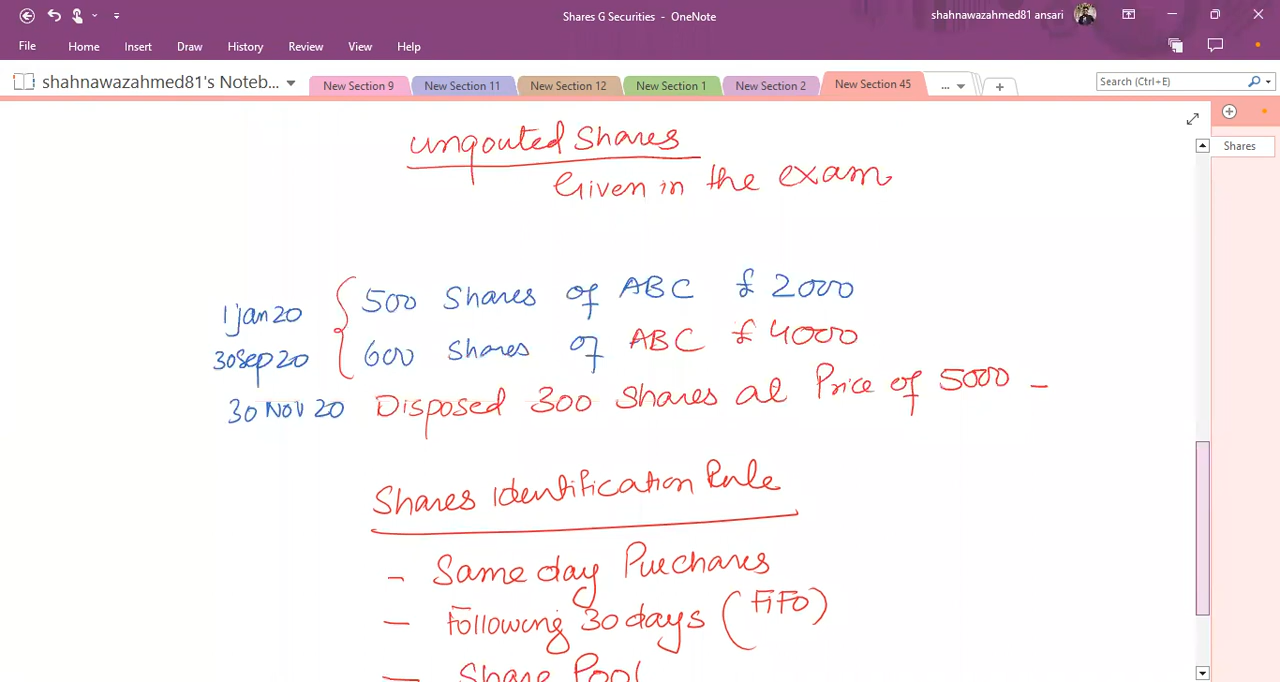 Shares G Securities - OneNote
shahnawazahmed81 ansari
File Home Insert Draw History Review View Help
shahnawazahmed81's Noteb...
New Section 9
New Section 11
New Section 12
New Section 1
New Section 2
New Section 45
...
Search (Ctrl+E)
Shares
unqouted Shares
Given in the exam
1 jan 20 500 Shares of ABC £ 2000
30 Sep 20 600 Shares of ABC £ 4000
30 Nov 20 Disposed 300 Shares at Price of 5000 -
Shares Identification Rule
- Same day Purchares
- Following 30 days (FIFO)
- Share Pool